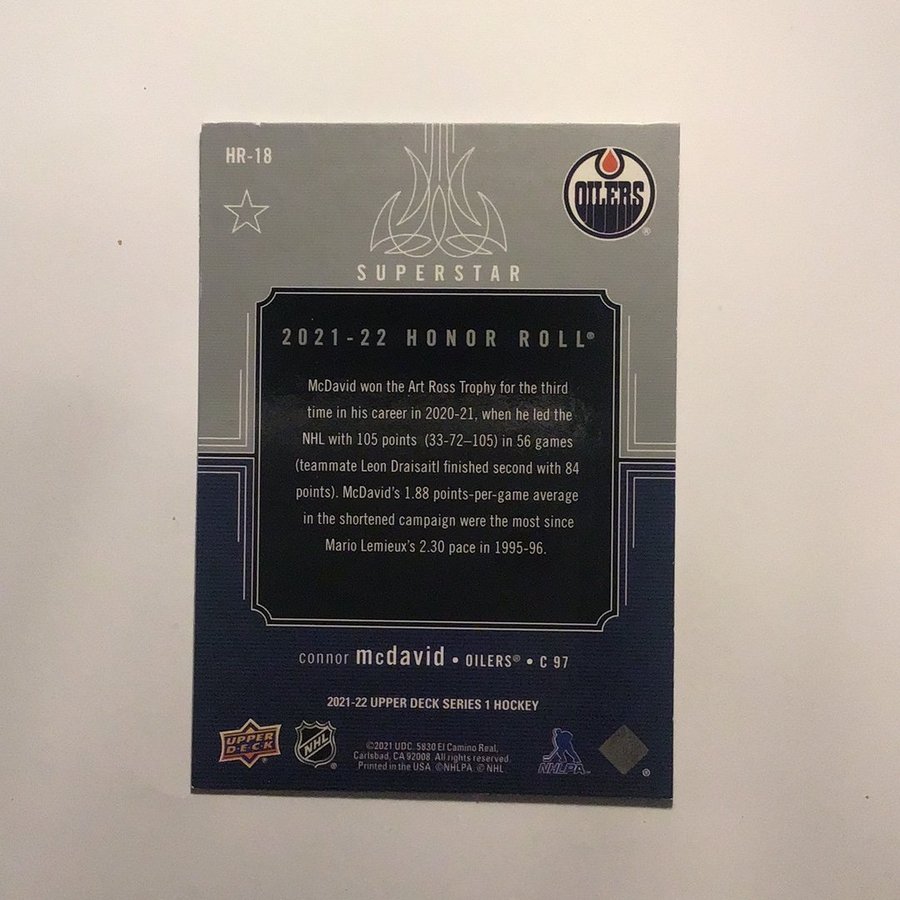 HR-18
OILERS
®
SUPERSTAR
2021-22 HONOR ROLL®
McDavid won the Art Ross Trophy for the third
time in his career in 2020-21, when he led the
NHL with 105 points (33-72–105) in 56 games
(teammate Leon Draisaitl finished second with 84
points). McDavid's 1.88 points-per-game average
in the shortened campaign were the most since
Mario Lemieux's 2.30 pace in 1995-96.
connor mcdavid • OILERS® • C 97
2021-22 UPPER DECK SERIES 1 HOCKEY
UPPER
D·E·C·K
NHL
®
©2021 UDC. 5830 El Camino Real,
Carlsbad, CA 92008. All rights reserved.
Printed in the USA. ©NHLPA. © NHL
NHLPA